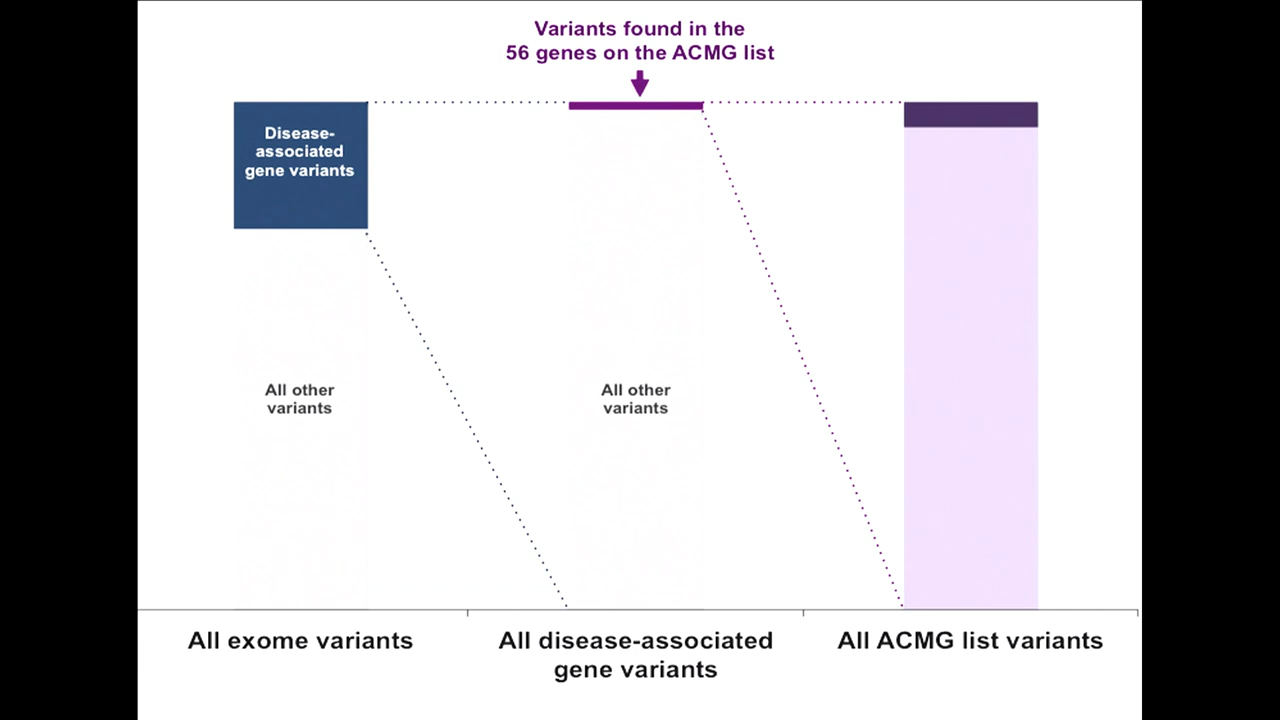 Variants found in the
56 genes on the ACMG list
Disease-
associated
gene variants
All other
variants
All other
variants
All exome variants
All disease-associated
gene variants
All ACMG list variants